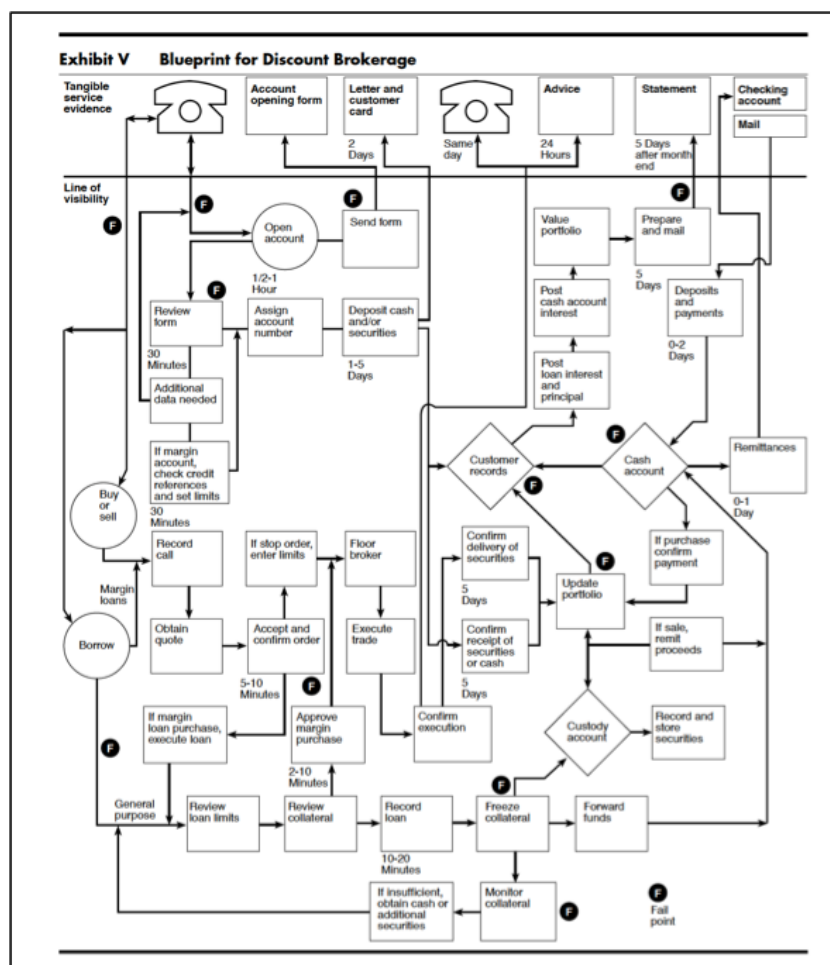 Exhibit V Blueprint for Discount Brokerage
Tangible
service
evidence
Account
opening form
Letter and
customer
card
2
Days
Same
day
Advice
24
Hours
Statement
5 Days
after month
end
Checking
account
Mail
Line of
visibility
F
F
Open
account
1/2-1
Hour
F
Send form
Value
portfolio
F
Prepare
and mail
5
Days
Deposits
and
payments
0-2
Days
F
Review
form
30
Minutes
Assign
account
number
Deposit cash
and/or
securities
1-5
Days
Post
cash account
interest
Additional
data needed
Post
loan interest
and
principal
If margin
account,
check credit
references
and set limits
30
Minutes
Customer
records
F
F
Cash
account
Remittances
0-1
Day
Buy
or
sell
Margin
loans
Record
call
If stop order,
enter limits
Floor
broker
Confirm
delivery of
securities
5
Days
F
Update
portfolio
If purchase
confirm
payment
Borrow
Obtain
quote
Accept and
confirm order
5-10
Minutes
Execute
trade
Confirm
receipt of
securities
or cash
5
Days
If sale,
remit
proceeds
F
If margin
loan purchase,
execute loan
F
Approve
margin
purchase
2-10
Minutes
Confirm
execution
Custody
account
Record and
store
securities
General
purpose
Review
loan limits
Review
collateral
Record
loan
10-20
Minutes
F
Freeze
collateral
Forward
funds
If insufficient,
obtain cash or
additional
securities
Monitor
collateral
F
F
Fail
point